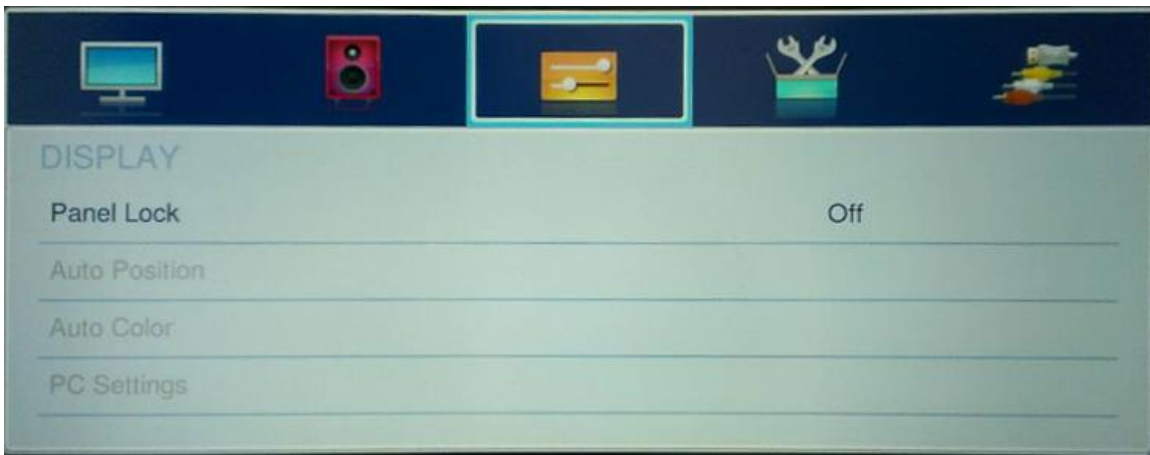 DISPLAY
Panel Lock Off
Auto Position
Auto Color
PC Settings